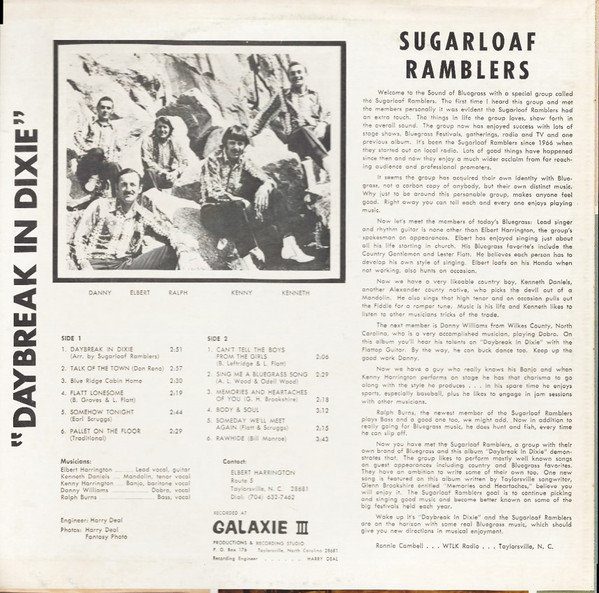 "DAYBREAK IN DIXIE"
DANNY ELBERT RALPH KENNY KENNETH
SIDE 1
1. DAYBREAK IN DIXIE 2:51
(Arr. by Sugarloaf Ramblers)
2. TALK OF THE TOWN (Don Reno) 2:57
3. Blue Ridge Cabin Home 2:30
4. FLATT LONESOME 2:19
(B. Graves & L. Flatt)
5. SOMEHOW TONIGHT 2:44
(Earl Scruggs)
6. PALLET ON THE FLOOR 3:29
(Traditional)
SIDE 2
1. CAN'T TELL THE BOYS
FROM THE GIRLS 2:06
(B. Leftridge & L. Flatt)
2. SING ME A BLUEGRASS SONG 2:29
(A. L. Wood & Odell Wood)
3. MEMORIES AND HEARTACHES
OF YOU (G. H. Brookshire) 2:18
4. BODY & SOUL 3:12
5. SOMEDAY WE'LL MEET
AGAIN (Flatt & Scruggs) 2:15
6. RAWHIDE (Bill Monroe) 3:43
Musicians:
Elbert Harrington ........ Lead vocal, guitar
Kenneth Daniels .... Mandolin, tenor vocal
Kenny Harrington .... Banjo, baritone vocal
Danny Williams .......... Dobro, vocal
Ralph Burns .......... Bass, vocal
Engineer: Harry Deal
Photos: Harry Deal
Fantasy Photo
Contact:
ELBERT HARRINGTON
Route 5
Taylorsville, N. C. 28681
Dial: (704) 632-7462
RECORDED AT
GALAXIE III
PRODUCTIONS & RECORDING STUDIO
P. O. Box 174 Taylorsville, North Carolina 28681
Recording Engineer ........ HARRY DEAL
SUGARLOAF
RAMBLERS
Welcome to the Sound of Bluegrass with a special group called
the Sugarloaf Ramblers. The first time I heard this group and met
the members personally it was evident the Sugarloaf Ramblers had
an extra touch. The things in life the group loves, show forth in
the overall sound. The group now has enjoyed success with lots of
stage shows, Bluegrass Festivals, gatherings, radio and TV and one
previous album. It's been the Sugarloaf Ramblers since 1966 when
they started out on local radio. Lots of good things have happened
since then and now they enjoy a much wider acclaim from far reach-
ing audience and professional promoters.
It seems the group has acquired their own identity with Blue-
grass, not a carbon copy of anybody, but their own distinct music.
Why just to be around this personable group, makes anyone feel
good. Right away you can tell each and every one enjoys playing
music.
Now let's meet the members of today's Bluegrass: Lead singer
and rhythm guitar is none other than Elbert Harrington, the group's
spokesman on appearances. Elbert has enjoyed singing just about
all his life starting in church. His Bluegrass favorite's include the
Country Gentlemen and Lester Flatt. He believes each person has to
develop his own style of singing. Elbert loafs on his Honda when
not working, also hunts on occasion.
Now we have a very likeable country boy, Kenneth Daniels,
another Alexander County native, who picks the devil out of a
Mandolin. He also sings that high tenor and on occasion pulls out
the Fiddle for a romper tune. Music is his life and Kenneth likes to
listen to other musicians tricks of the trade.
The next member is Danny Williams from Wilkes County, North
Carolina, who is a very accomplished musician, playing Dobro. On
this album you'll hear his talents on "Daybreak in Dixie" with the
Flattop Guitar. By the way, he can buck dance too. Keep up the
good work Danny.
Now we have a guy who really knows his Banjo and when
Kenny Harrington performs on stage he has that charisma to go
along with the style he produces . . . in his spare time he enjoys
sports, especially baseball, plus he likes to engage in jam sessions
with other musicians.
Ralph Burns, the newest member of the Sugarloaf Ramblers
plays Bass and a good one too, we might add. Now in addition to
really going for Bluegrass music, he does hunt and fish, every time
he can slip off.
Now you have met the Sugarloaf Ramblers, a group with their
own brand of Bluegrass and this album "Daybreak In Dixie" demon-
strates that. The group likes to perform mostly well known songs
on guest appearances including country and Bluegrass favorites.
They have an ambition to write some of their own too. One new
song is featured on this album written by Taylorsville songwriter,
Glenn Brookshire entitled "Memories and Heartaches," believe you
will enjoy it. The Sugarloaf Ramblers goal is to continue picking
and singing good music and become better known on some of the
big festivals held each year.
Wake up it's "Daybreak In Dixie" and the Sugarloaf Ramblers
are on the horizon with some real Bluegrass music, which should
give you new directions in musical enjoyment.
Ronnie Cambell . . . WTLK Radio . . . Taylorsville, N. C.